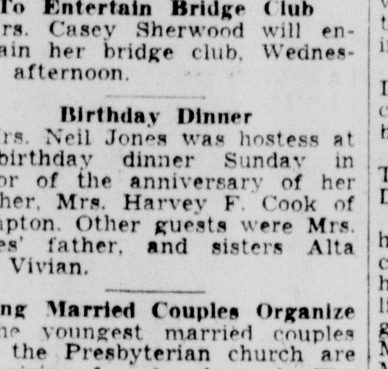 To Entertain Bridge Club
rs. Casey Sherwood will en-
ain her bridge club, Wednes-
afternoon.
Birthday Dinner
rs. Neil Jones was hostess at
birthday dinner Sunday in
or of the anniversary of her
her, Mrs. Harvey F. Cook of
pton. Other guests were Mrs.
es' father, and sisters Alta
Vivian.
ng Married Couples Organize
he youngest married couples
the Presbyterian church are